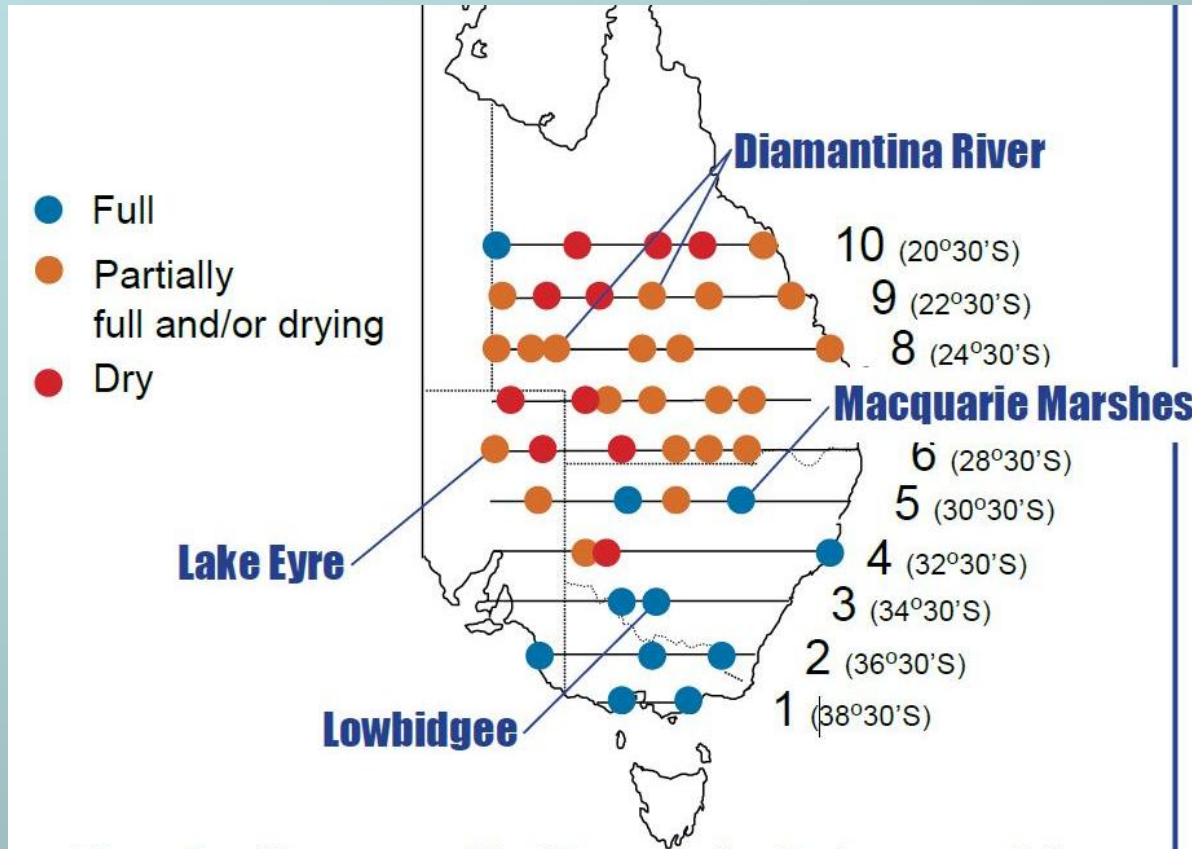 Diamantina River
Full
Partially
full and/or drying
Dry
10 (20°30'S)
9 (22°30'S)
8 (24°30'S)
Macquarie Marshes
6 (28°30'S)
5 (30°30'S)
Lake Eyre
4 (32°30'S)
3 (34°30'S)
2 (36°30'S)
Lowbidgee
1 (38°30'S)